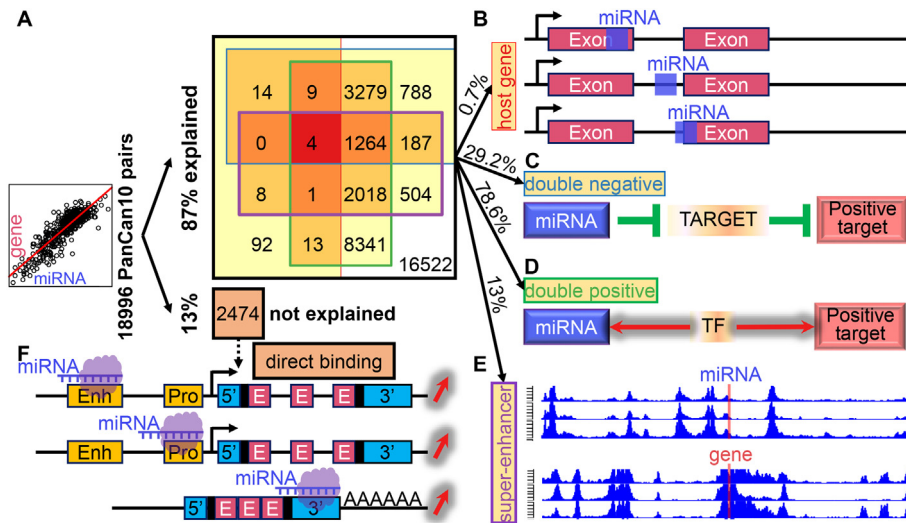 A
18996 PanCan10 pairs
gene
miRNA
87% explained
13%
14 9 3279 788
0 4 1264 187
8 1 2018 504
92 13 8341
16522
2474 not explained
0.7%
29.2%
78.6%
13%
B
host gene
miRNA
Exon Exon
miRNA
Exon Exon
miRNA
Exon Exon
C
double negative
miRNA TARGET Positive target
D
double positive
miRNA TF Positive target
E
super-enhancer
miRNA
gene
F
direct binding
miRNA
Enh Pro 5' E E E 3'
miRNA
Enh Pro 5' E E E 3'
miRNA
5' E E E 3' AAAAAA